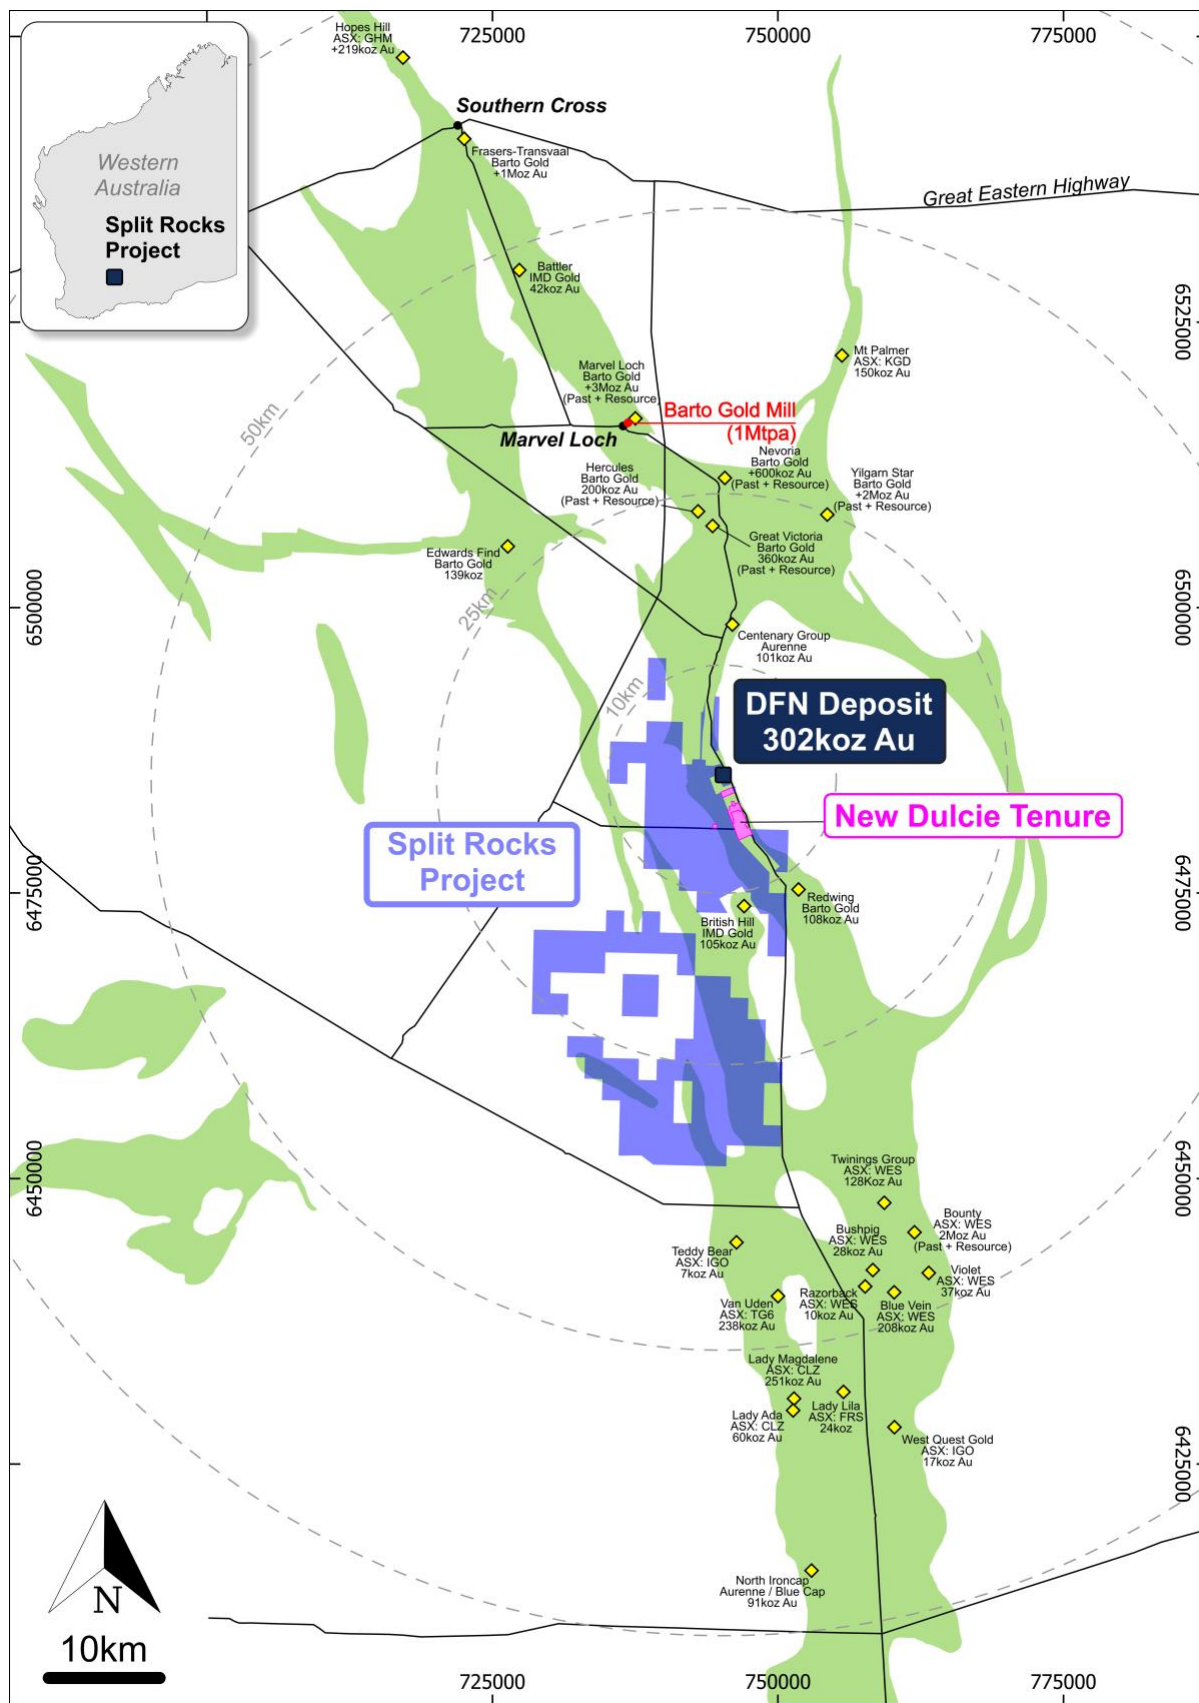 Hopes Hill
ASX: GHM
+219koz Au
725000
750000
775000
Southern Cross
Frasers-Transvaal
Barto Gold
+1Moz Au
Western
Australia
Split Rocks
Project
Great Eastern Highway
Battler
IMD Gold
42koz Au
6525000
Mt Palmer
ASX: KGD
150koz Au
Marvel Loch
Barto Gold
+3Moz Au
(Past + Resource)
Barto Gold Mill
(1Mtpa)
50km
Marvel Loch
Nevoria
Barto Gold
+600koz Au
(Past + Resource)
Hercules
Barto Gold
200koz Au
(Past + Resource)
Yilgarn Star
Barto Gold
+2Moz Au
(Past + Resource)
Great Victoria
Barto Gold
360koz Au
(Past + Resource)
Edwards Find
Barto Gold
139koz
6500000
6500000
25km
Centenary Group
Aurenne
101koz Au
10km
DFN Deposit
302koz Au
New Dulcie Tenure
Split Rocks
Project
6475000
6475000
Redwing
Barto Gold
108koz Au
British Hill
IMD Gold
105koz Au
6450000
6450000
Twinings Group
ASX: WES
128Koz Au
Bounty
ASX: WES
2Moz Au
(Past + Resource)
Bushpig
ASX: WES
28koz Au
Teddy Bear
ASX: IGO
7koz Au
Violet
ASX: WES
37koz Au
Razorback
ASX: WES
10koz Au
Blue Vein
ASX: WES
208koz Au
Van Uden
ASX: TG6
238koz Au
Lady Magdalene
ASX: CLZ
251koz Au
Lady Ada
ASX: CLZ
60koz Au
Lady Lila
ASX: FRS
24koz
West Quest Gold
ASX: IGO
17koz Au
6425000
North Ironcap
Aurenne / Blue Cap
91koz Au
N
10km
725000
750000
775000